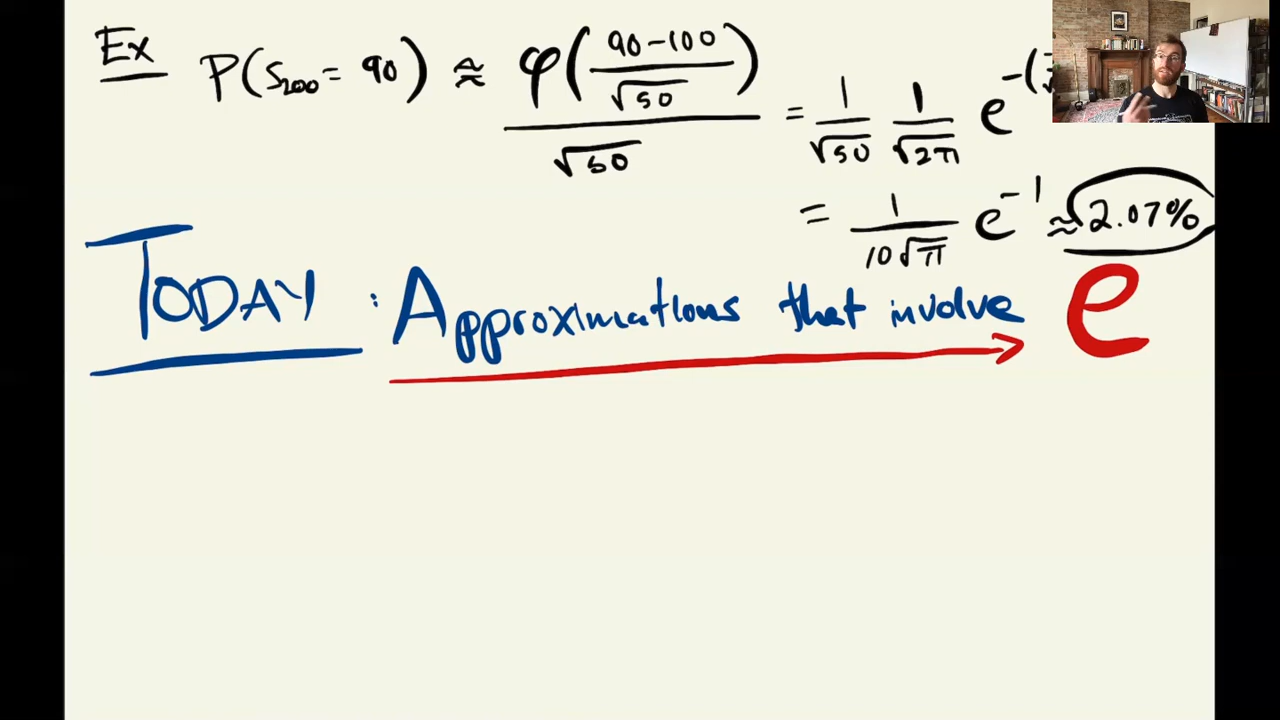 Ex P(S₂₀₀ = 90) ≈ φ((90-100)/√50)/√50 = 1/√50 1/√2π e^-(
= 1/(10√π) e^-1 ≈ 2.07%
TODAY : Approximations that involve e